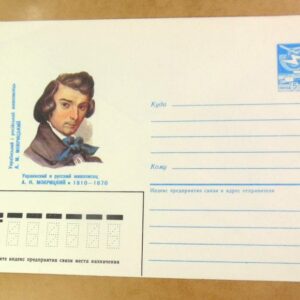 Український і російський живописець
А. М. МОКРИЦЬКИЙ
Украинский и русский живописец
А. Н. МОКРИЦКИЙ • 1810–1870
Куда
Кому
Индекс предприятия связи и адрес отправителя
ите индекс предприятия связи места назначения